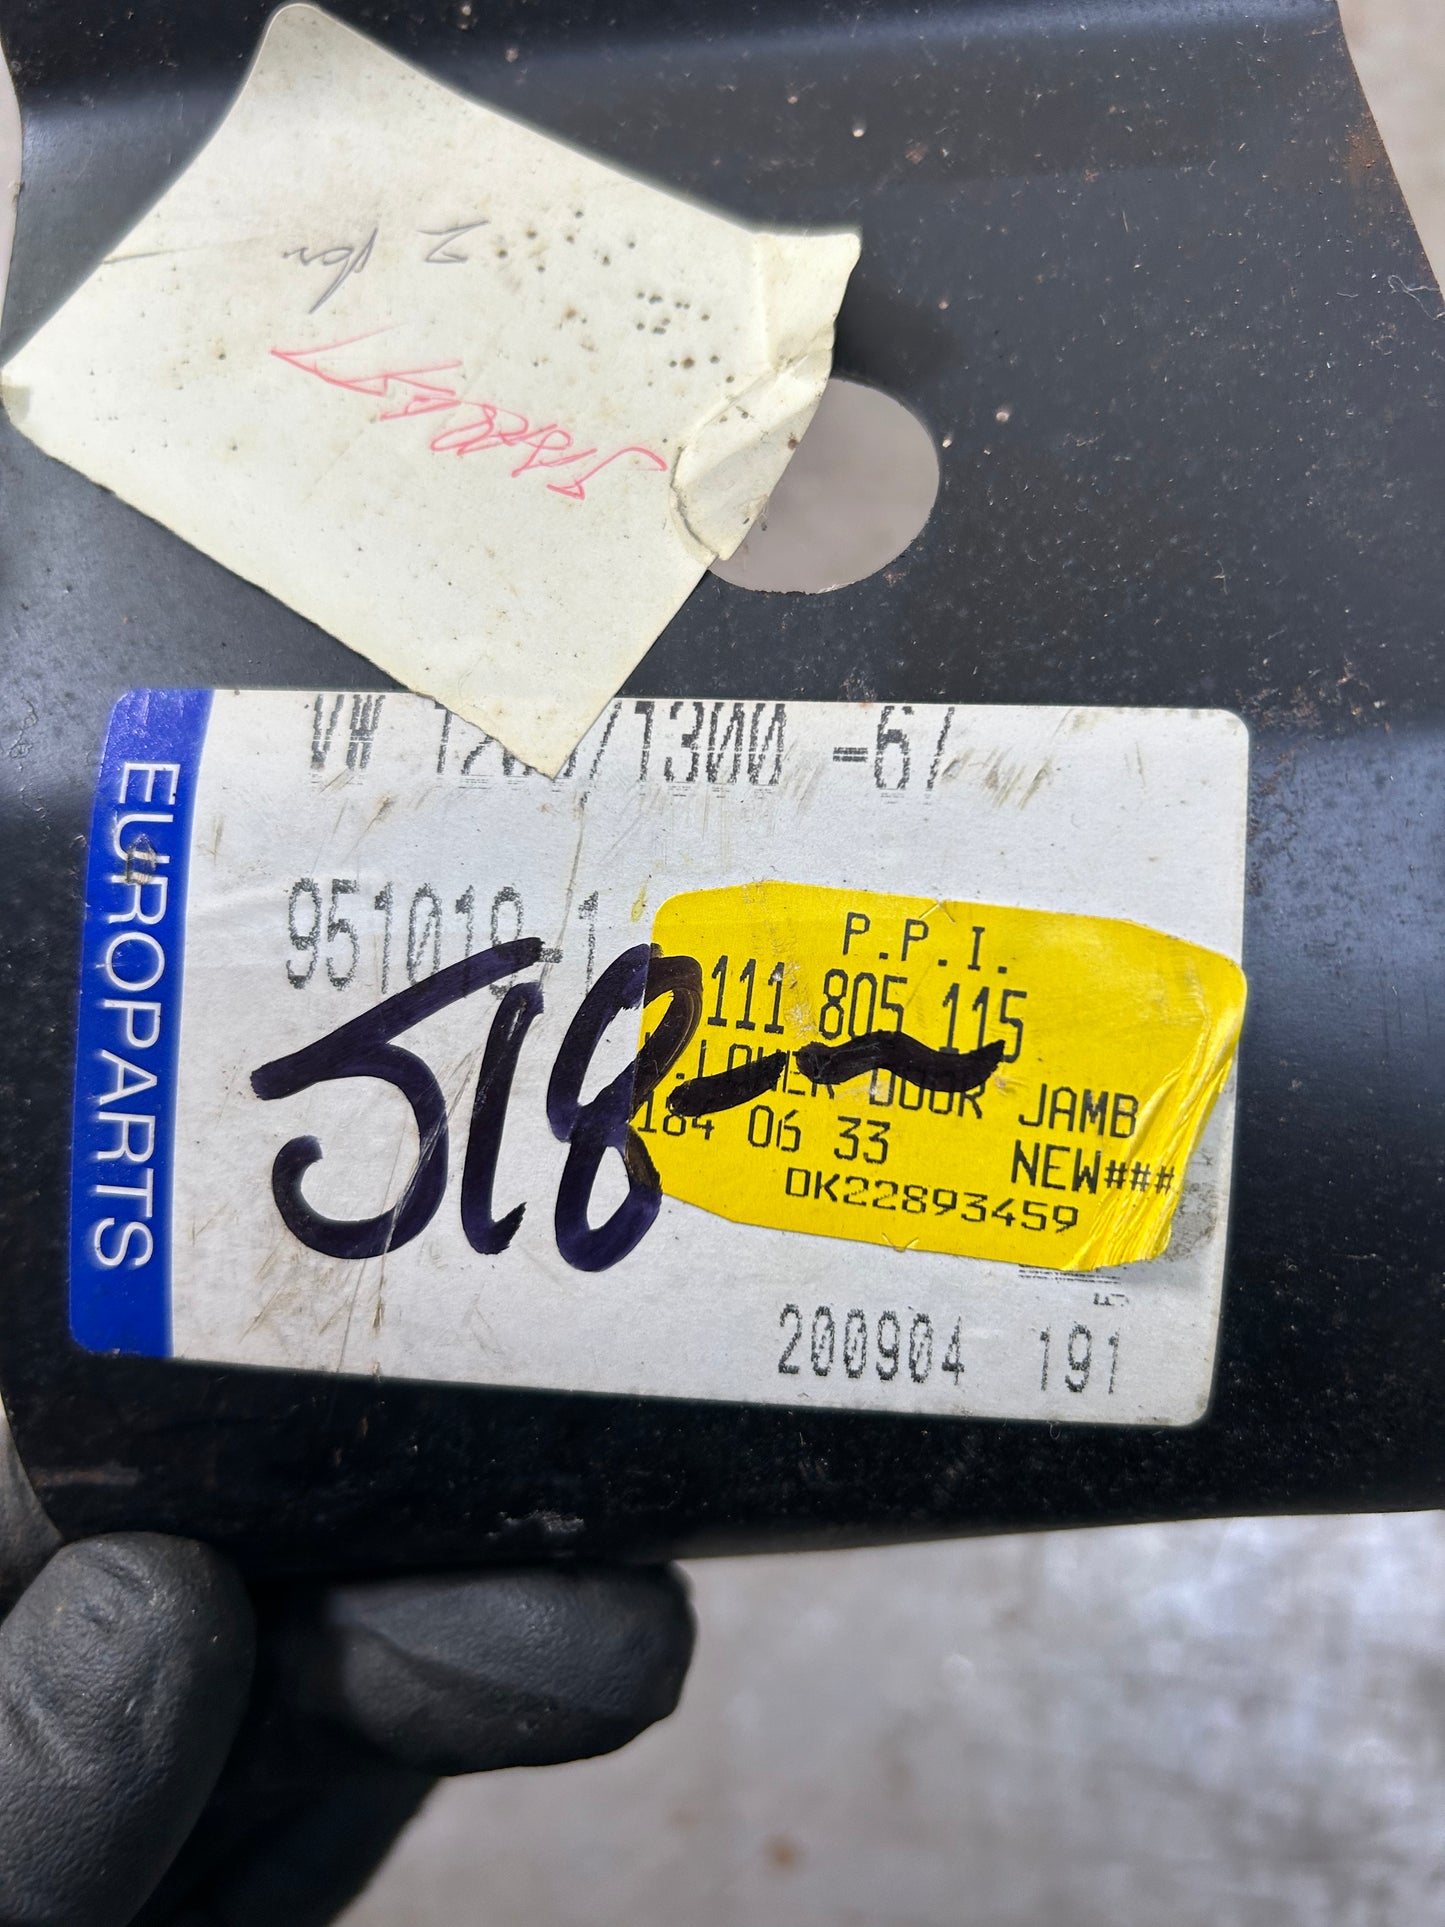 EUROPARTS
VW 1200/1300 -67
951019-1
$18-
P.P.I.
111 805 115
LOWER DOOR JAMB
184 06 33 NEW###
DK22893459
200904 191